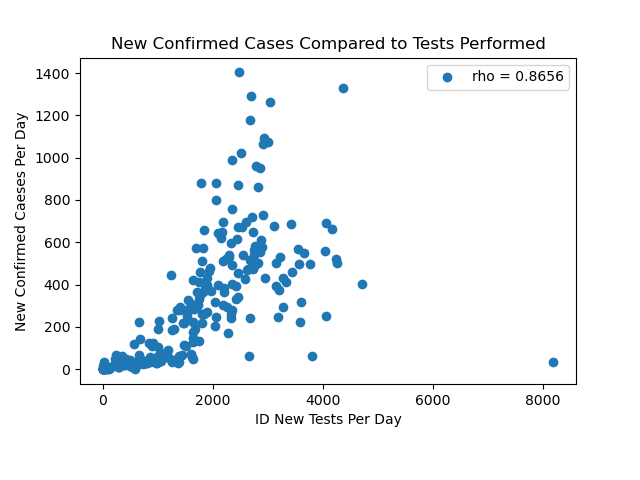 New Confirmed Cases Compared to Tests Performed
rho = 0.8656
New Confirmed Caeses Per Day
1400
1200
1000
800
600
400
200
0
0 2000 4000 6000 8000
ID New Tests Per Day